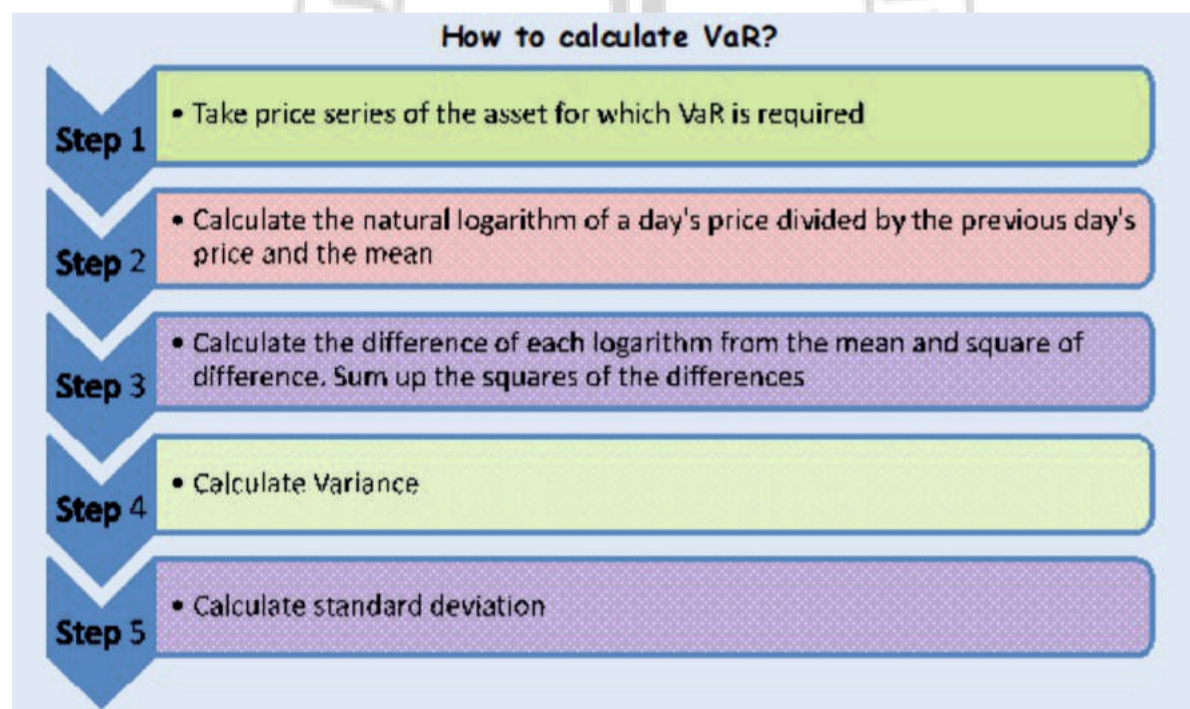 How to calculate VaR?
Step 1
• Take price series of the asset for which VaR is required
Step 2
• Calculate the natural logarithm of a day's price divided by the previous day's
price and the mean
Step 3
• Calculate the difference of each logarithm from the mean and square of
difference. Sum up the squares of the differences
Step 4
• Calculate Variance
Step 5
• Calculate standard deviation